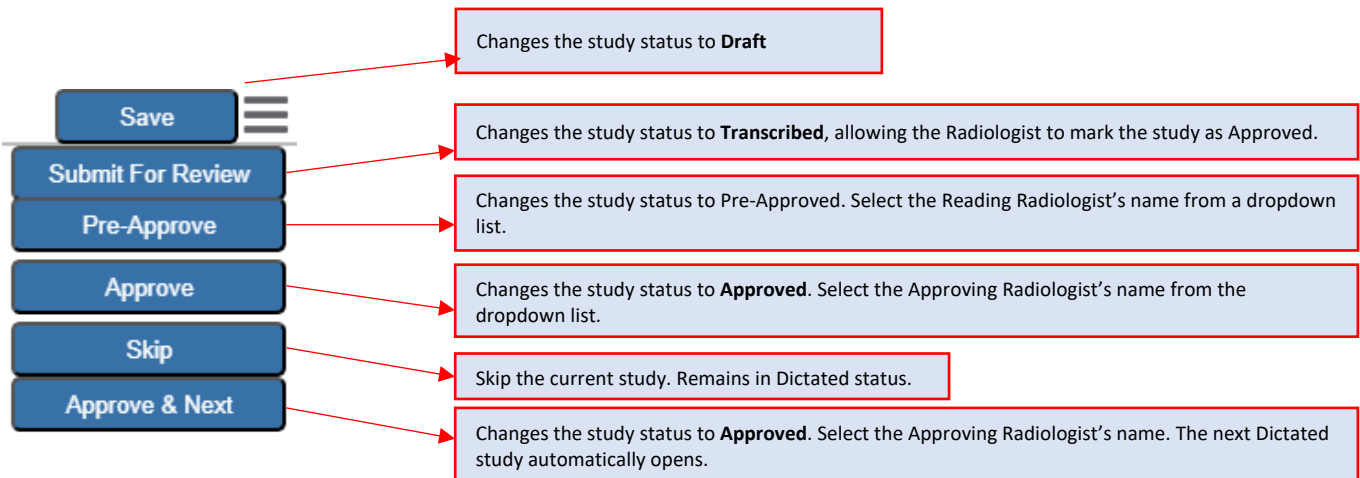 Changes the study status to Draft
Save
Changes the study status to Transcribed, allowing the Radiologist to mark the study as Approved.
Submit For Review
Changes the study status to Pre-Approved. Select the Reading Radiologist’s name from a dropdown
list.
Pre-Approve
Changes the study status to Approved. Select the Approving Radiologist’s name from the
dropdown list.
Approve
Skip
Skip the current study. Remains in Dictated status.
Approve & Next
Changes the study status to Approved. Select the Approving Radiologist’s name. The next Dictated
study automatically opens.